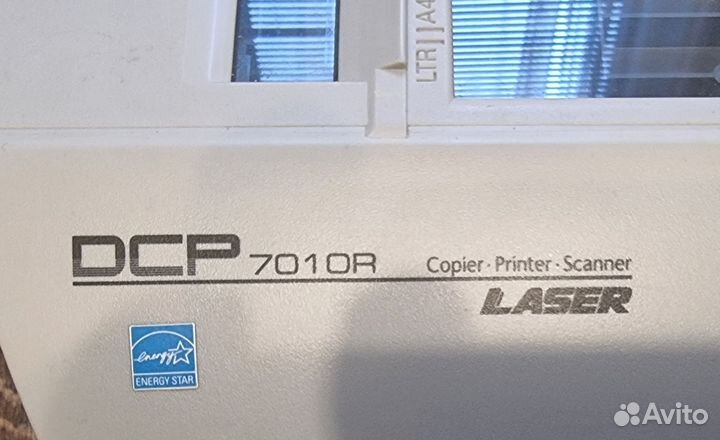 LTR]]A4
DCP 7010R Copier·Printer·Scanner
LASER
energy
ENERGY STAR
Avito